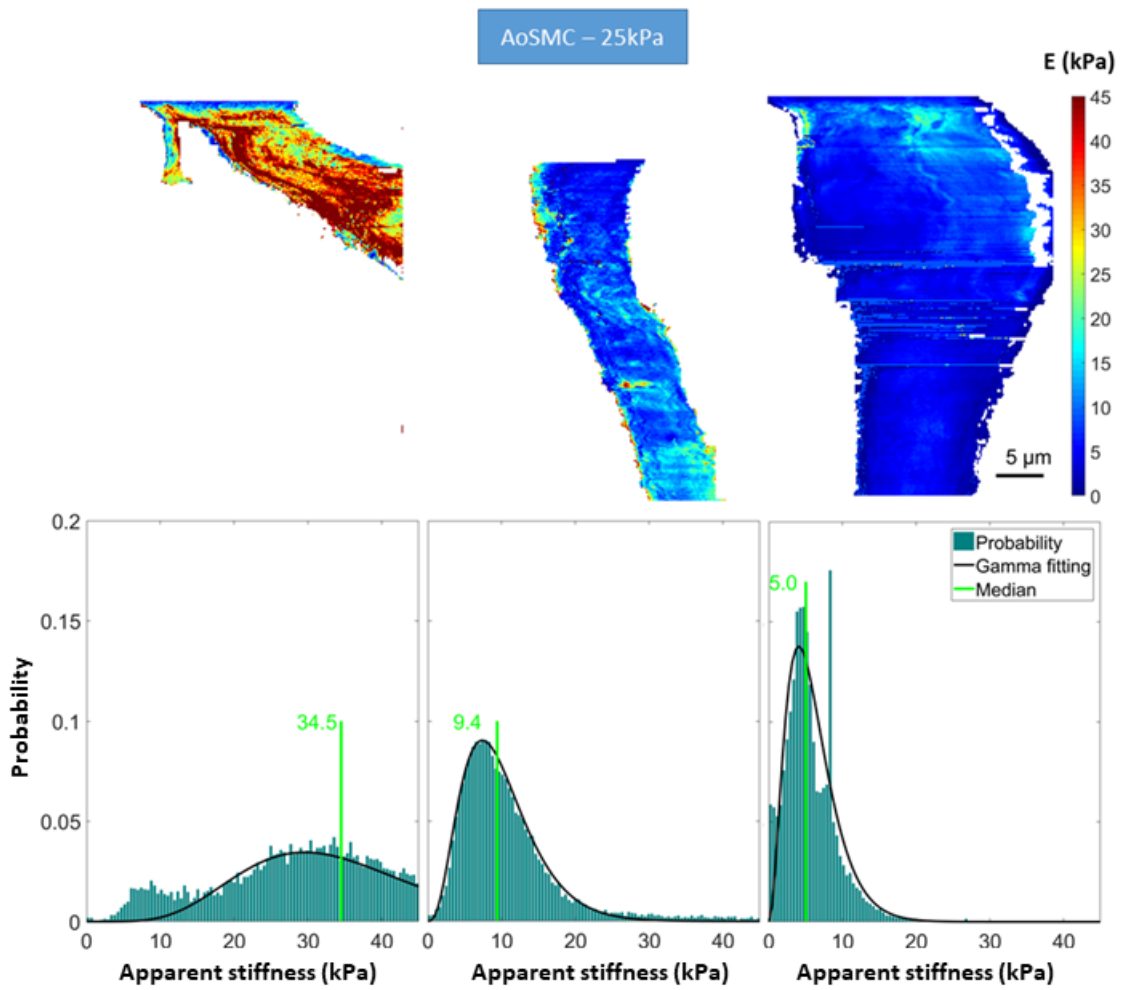 AoSMC – 25kPa
E (kPa)
45
40
35
30
25
20
15
10
5
0
5 µm
0.2
0.15
0.1
0.05
0
Probability
34.5
9.4
5.0
Probability
Gamma fitting
Median
0 10 20 30 40
0 10 20 30 40
0 10 20 30 40
Apparent stiffness (kPa)
Apparent stiffness (kPa)
Apparent stiffness (kPa)